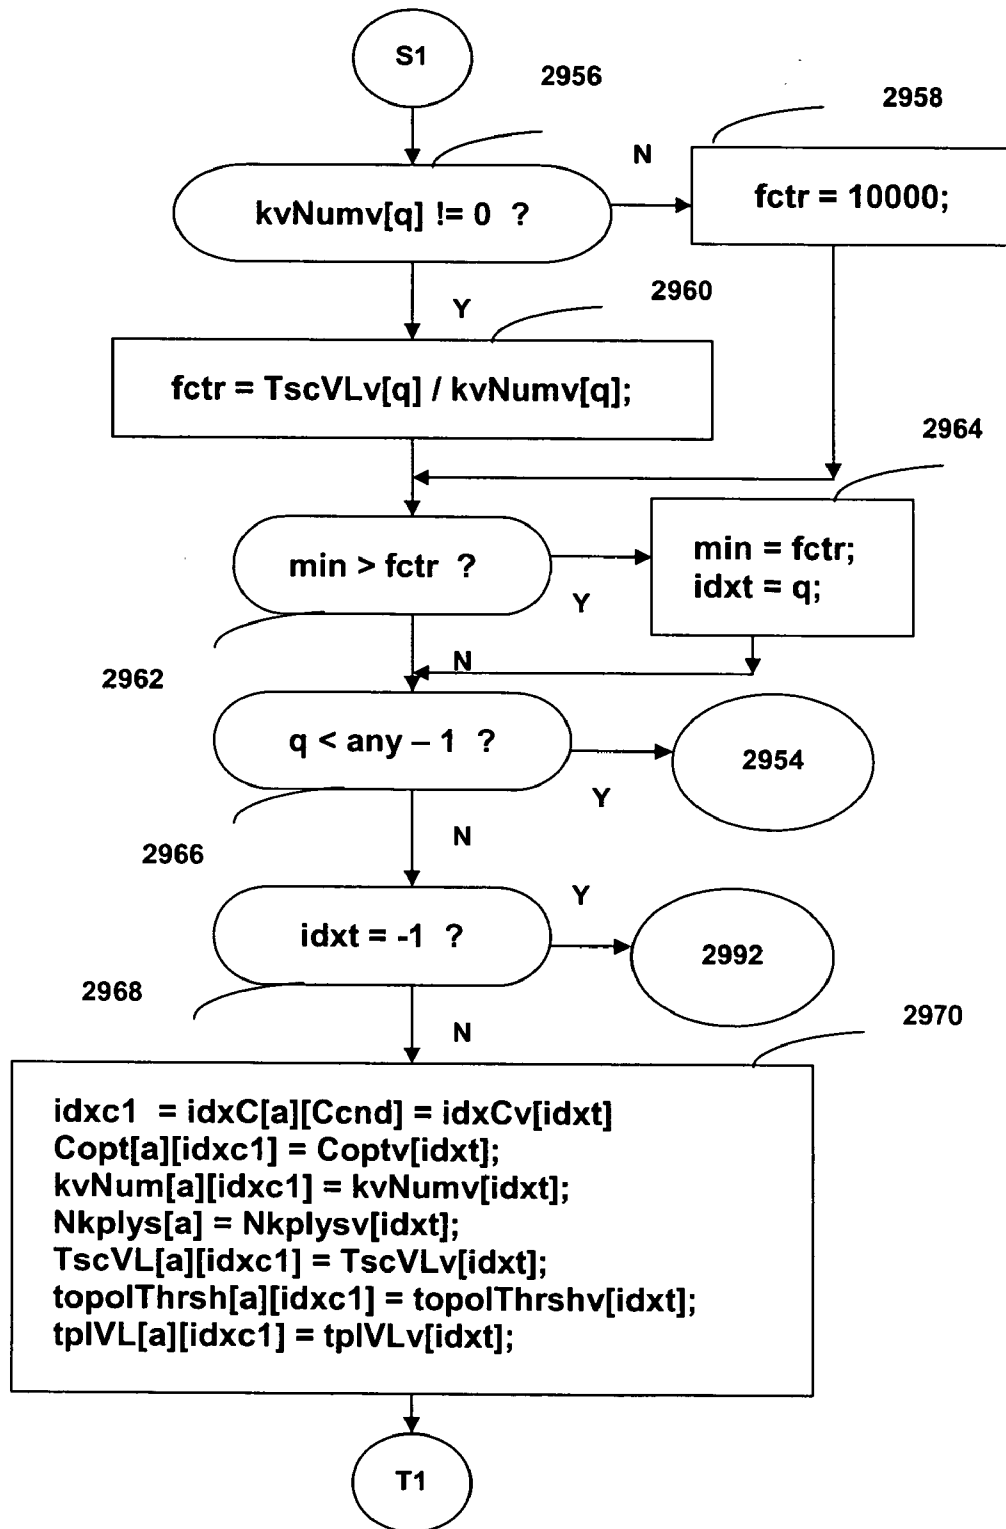 S1
2956
2958
N
kvNumv[q] != 0 ?
fctr = 10000;
Y
2960
fctr = TscVLv[q] / kvNumv[q];
2964
min > fctr ?
min = fctr;
idxt = q;
Y
N
2962
q < any – 1 ?
2954
Y
N
2966
Y
idxt = -1 ?
2992
2968
N
2970
idxc1 = idxC[a][Ccnd] = idxCv[idxt]
Copt[a][idxc1] = Coptv[idxt];
kvNum[a][idxc1] = kvNumv[idxt];
Nkplys[a] = Nkplysv[idxt];
TscVL[a][idxc1] = TscVLv[idxt];
topolThrsh[a][idxc1] = topolThrshv[idxt];
tplVL[a][idxc1] = tplVLv[idxt];
T1